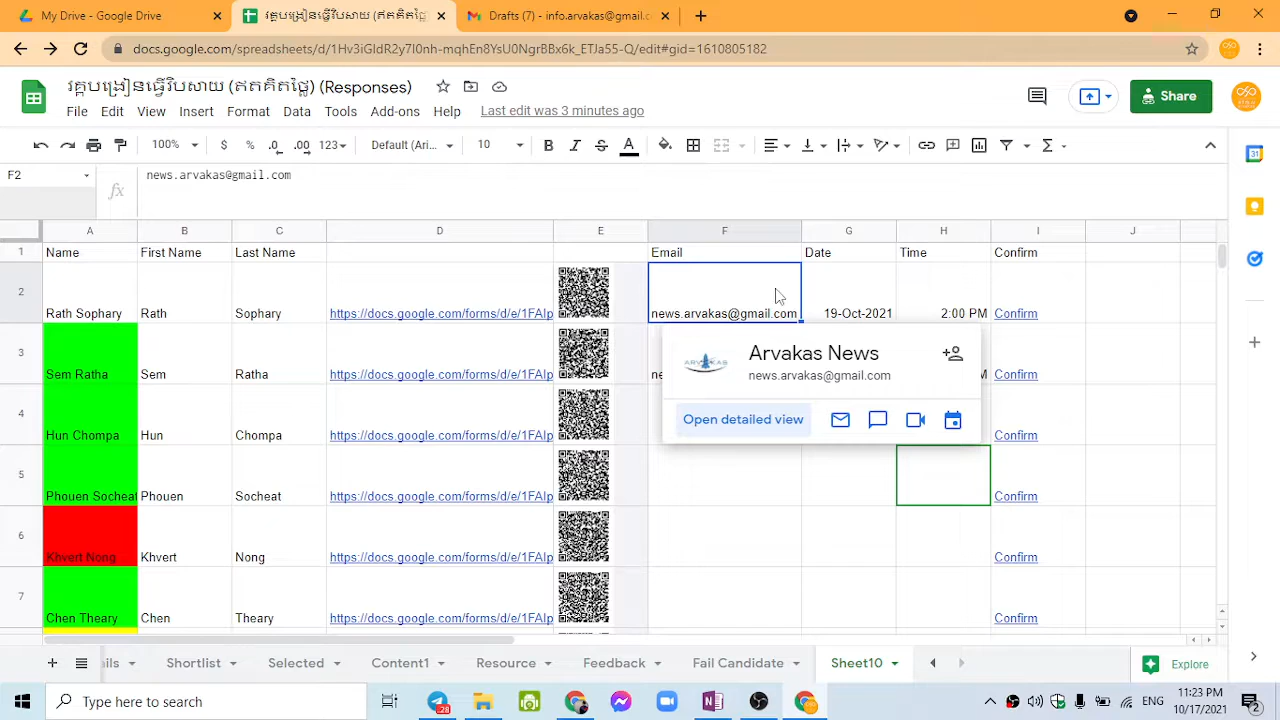 My Drive
Drafts (7) - info.avakas@gmail.c
docs.google.com/spreadsheets/d/1Hv3iGldR2y7I0nh-mqhEn8YsU0NgrBBx6k_ETJa55-Q/edit#gid=1610805182
(Responses)
File Edit View Insert Format Data Tools Add-ons Help Last edit was 3 minutes ago
Share
100% $ % .0 .00 123 Default (Ari... 10 B I S A
F2
fx news.arvakas@gmail.com
A B C D E F G H I J
1 Name First Name Last Name Email Date Time Confirm
2 Rath Sophary Rath Sophary https://docs.google.com/forms/d/e/1FAIp news.arvakas@gmail.com 19-Oct-2021 2:00 PM Confirm
Arvakas News
news.arvakas@gmail.com
Open detailed view
3 Sem Ratha Sem Ratha https://docs.google.com/forms/d/e/1FAIp ne M Confirm
4 Hun Chompa Hun Chompa https://docs.google.com/forms/d/e/1FAIp Confirm
5 Phouen Socheat Phouen Socheat https://docs.google.com/forms/d/e/1FAIp Confirm
6 Khvert Nong Khvert Nong https://docs.google.com/forms/d/e/1FAIp Confirm
7 Chen Theary Chen Theary https://docs.google.com/forms/d/e/1FAIp Confirm
ails Shortlist Selected Content1 Resource Feedback Fail Candidate Sheet10 Explore
Type here to search
28
ENG
11:23 PM
10/17/2021
2